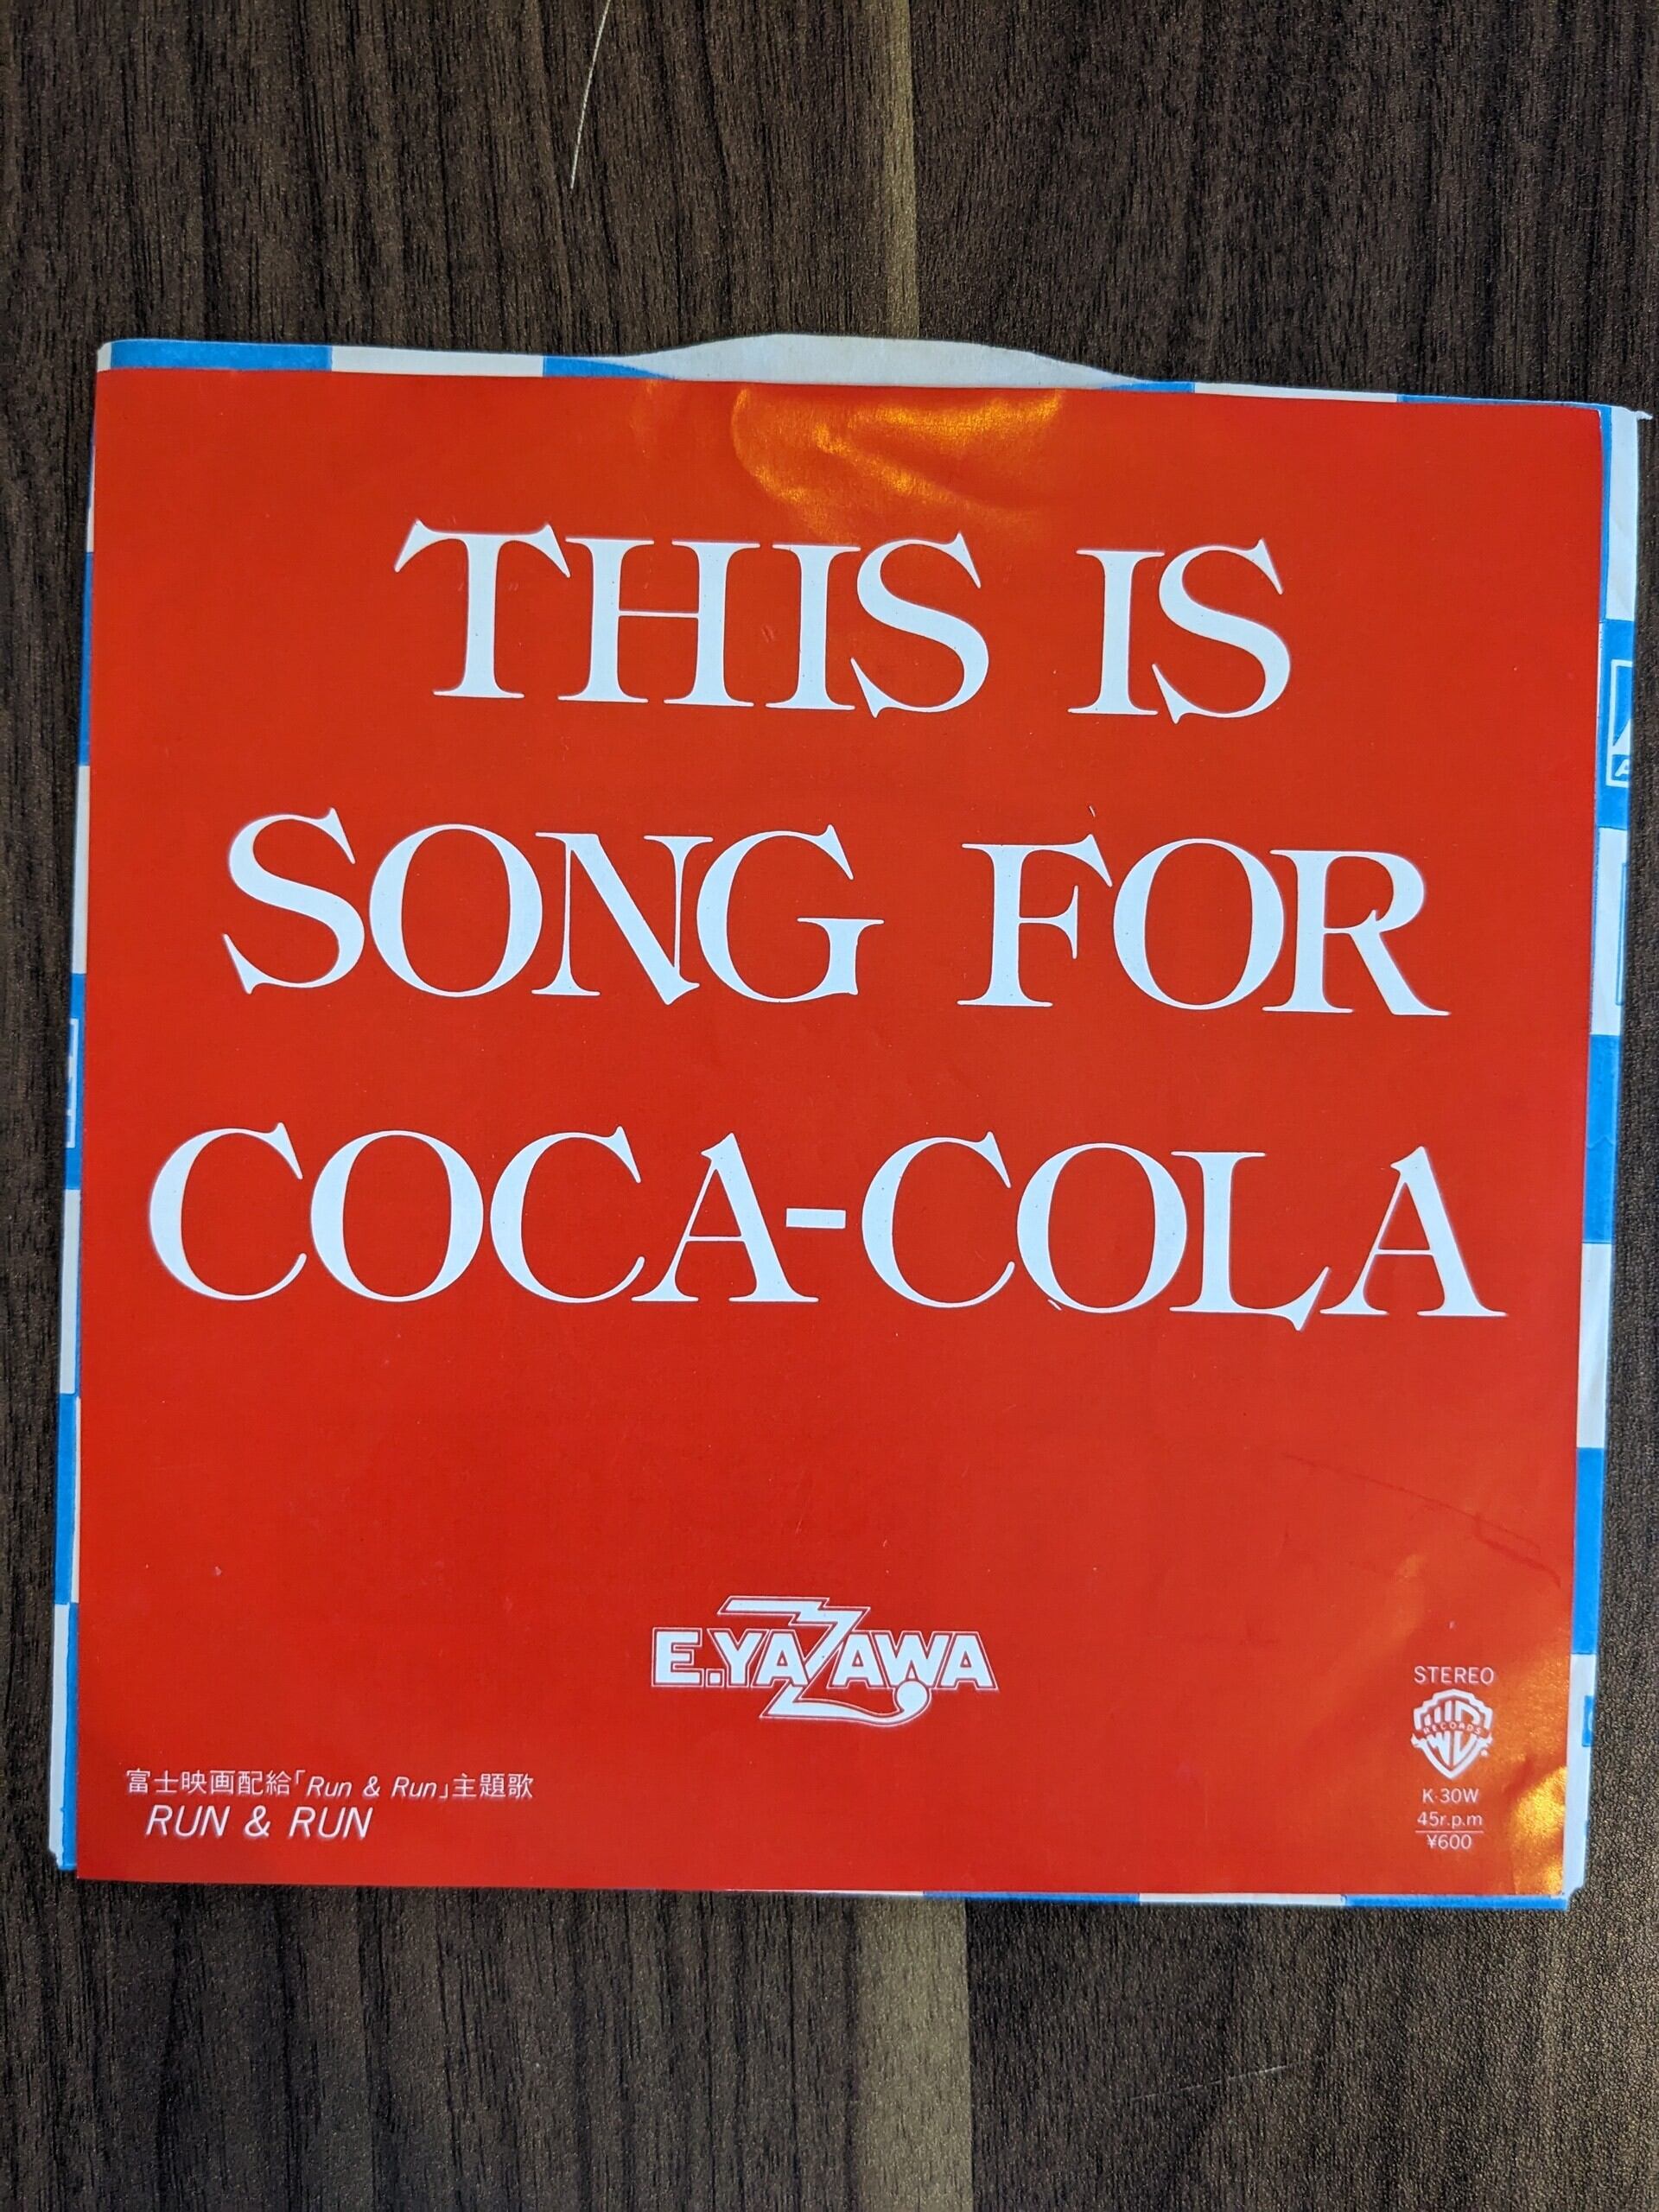 THIS IS
SONG FOR
COCA-COLA
E.YAZAWA
富士映画配給「Run & Run」主題歌
RUN & RUN
STEREO
RECORDS
K-30W
45r.p.m
¥600